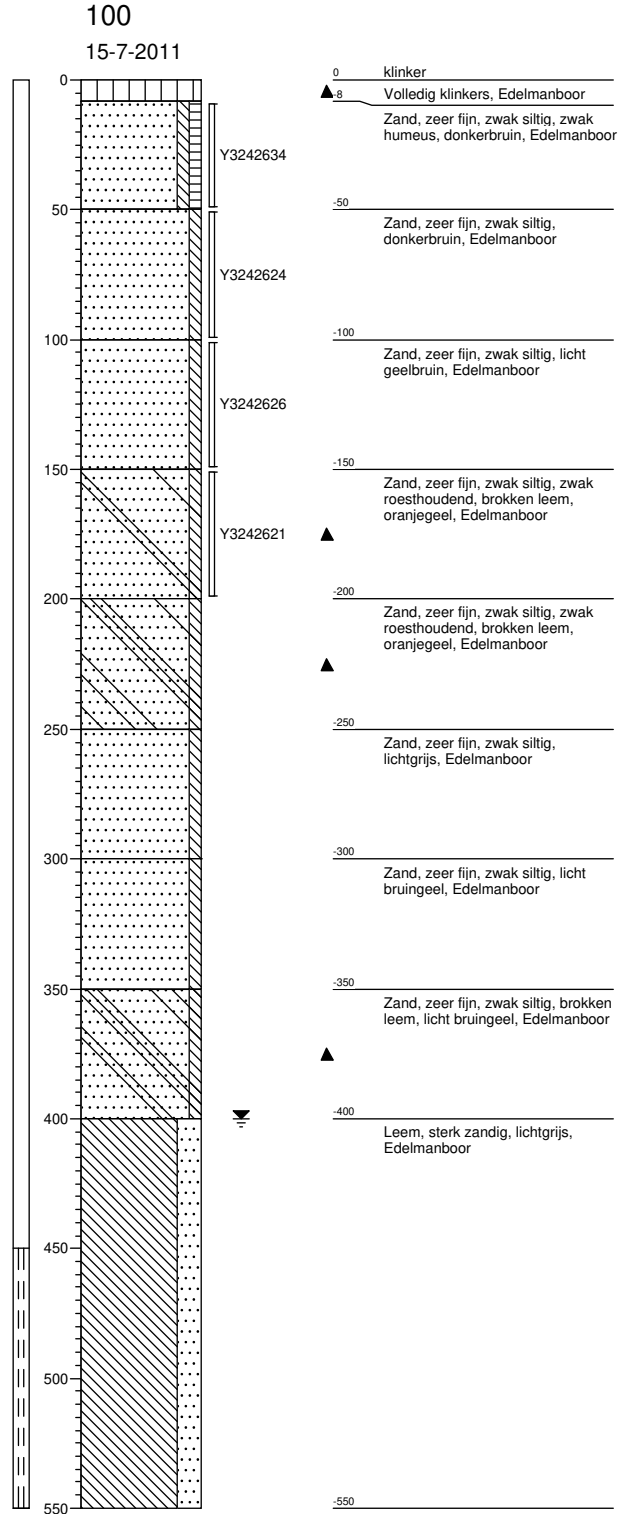 100
15-7-2011
0
50
100
150
200
250
300
350
400
450
500
550
Y3242634
Y3242624
Y3242626
Y3242621
0 klinker
-8 Volledig klinkers, Edelmanboor
Zand, zeer fijn, zwak siltig, zwak
humeus, donkerbruin, Edelmanboor
-50
Zand, zeer fijn, zwak siltig,
donkerbruin, Edelmanboor
-100
Zand, zeer fijn, zwak siltig, licht
geelbruin, Edelmanboor
-150
Zand, zeer fijn, zwak siltig, zwak
roesthoudend, brokken leem,
oranjegeel, Edelmanboor
-200
Zand, zeer fijn, zwak siltig, zwak
roesthoudend, brokken leem,
oranjegeel, Edelmanboor
-250
Zand, zeer fijn, zwak siltig,
lichtgrijs, Edelmanboor
-300
Zand, zeer fijn, zwak siltig, licht
bruingeel, Edelmanboor
-350
Zand, zeer fijn, zwak siltig, brokken
leem, licht bruingeel, Edelmanboor
-400
Leem, sterk zandig, lichtgrijs,
Edelmanboor
-550